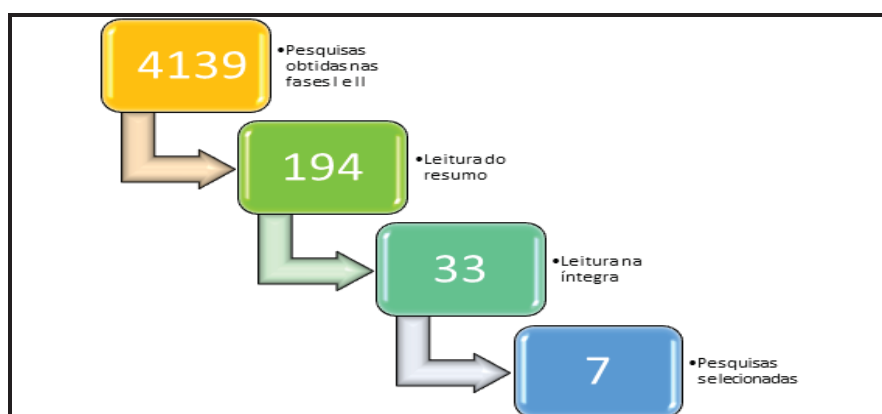 4139
•Pesquisas
obtidas nas
fases I e II
194
•Leitura do
resumo
33
•Leitura na
íntegra
7
•Pesquisas
selecionadas